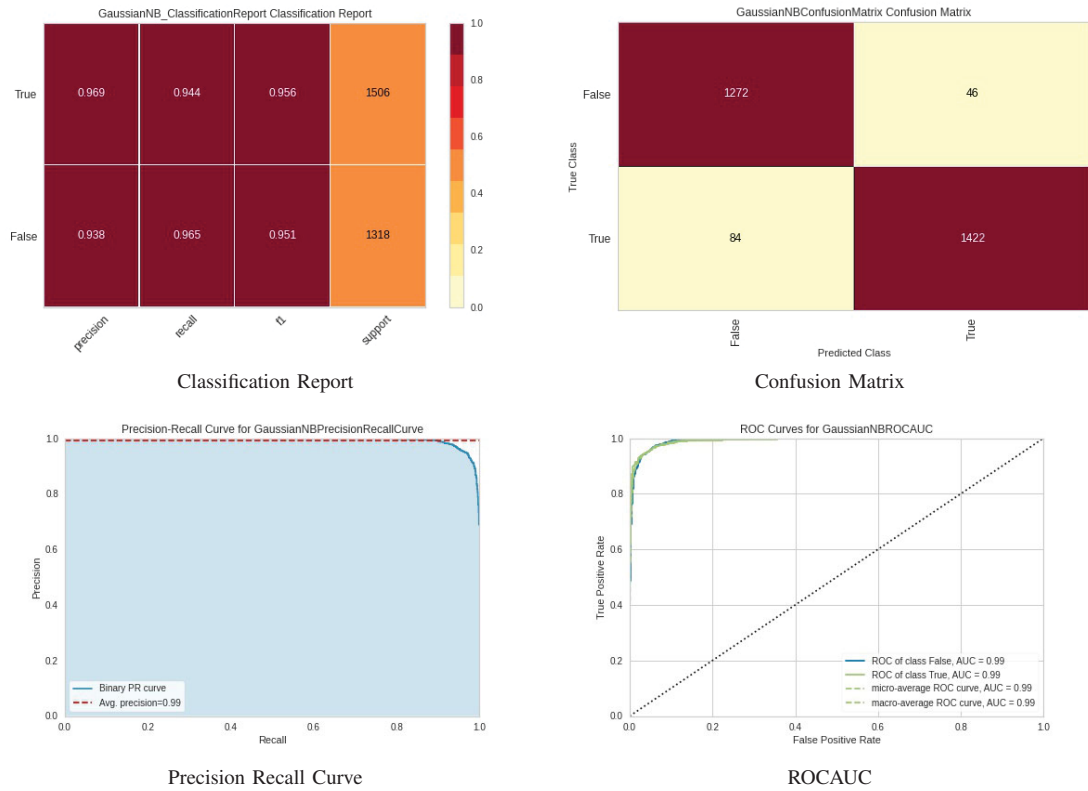 GaussianNB_ClassificationReport Classification Report
1.0
True 0.969 0.944 0.956 1506
0.8
0.6
0.4
False 0.938 0.965 0.951 1318
0.2
0.0
precision recall f1 support
Classification Report
GaussianNBConfusionMatrix Confusion Matrix
False 1272 46
True Class
True 84 1422
False True
Predicted Class
Confusion Matrix
Precision-Recall Curve for GaussianNBPrecisionRecallCurve
1.0
0.8
0.6
Precision
0.4
0.2
Binary PR curve
Avg. precision=0.99
0.0
0.0 0.2 0.4 0.6 0.8 1.0
Recall
Precision Recall Curve
ROC Curves for GaussianNBROCAUC
1.0
0.8
0.6
True Positive Rate
0.4
0.2
ROC of class False, AUC = 0.99
ROC of class True, AUC = 0.99
micro-average ROC curve, AUC = 0.99
macro-average ROC curve, AUC = 0.99
0.0
0.0 0.2 0.4 0.6 0.8 1.0
False Positive Rate
ROCAUC